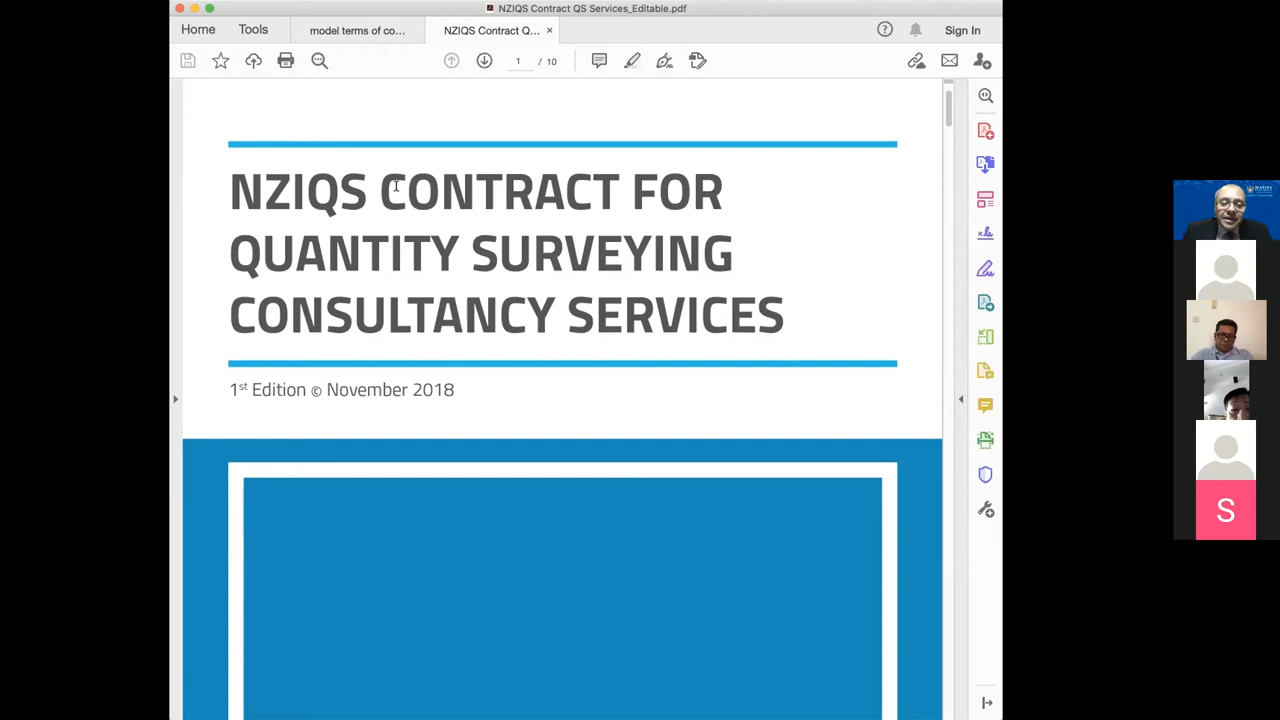 NZIQS Contract QS Services_Editable.pdf
Home Tools model terms of co... NZIQS Contract Q... × Sign In
1 / 10
NZIQS CONTRACT FOR
QUANTITY SURVEYING
CONSULTANCY SERVICES
1st Edition © November 2018
S